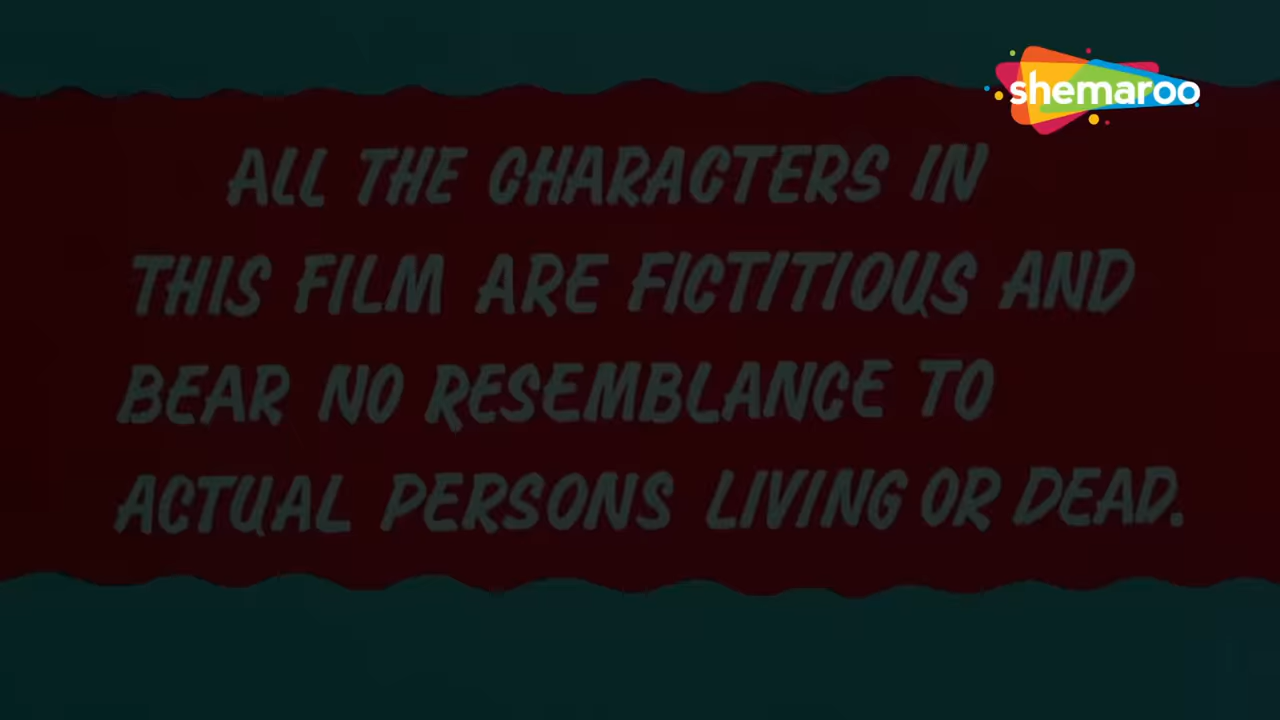 shemaroo
ALL THE CHARACTERS IN
THIS FILM ARE FICTITIOUS AND
BEAR NO RESEMBLANCE TO
ACTUAL PERSONS LIVING OR DEAD.